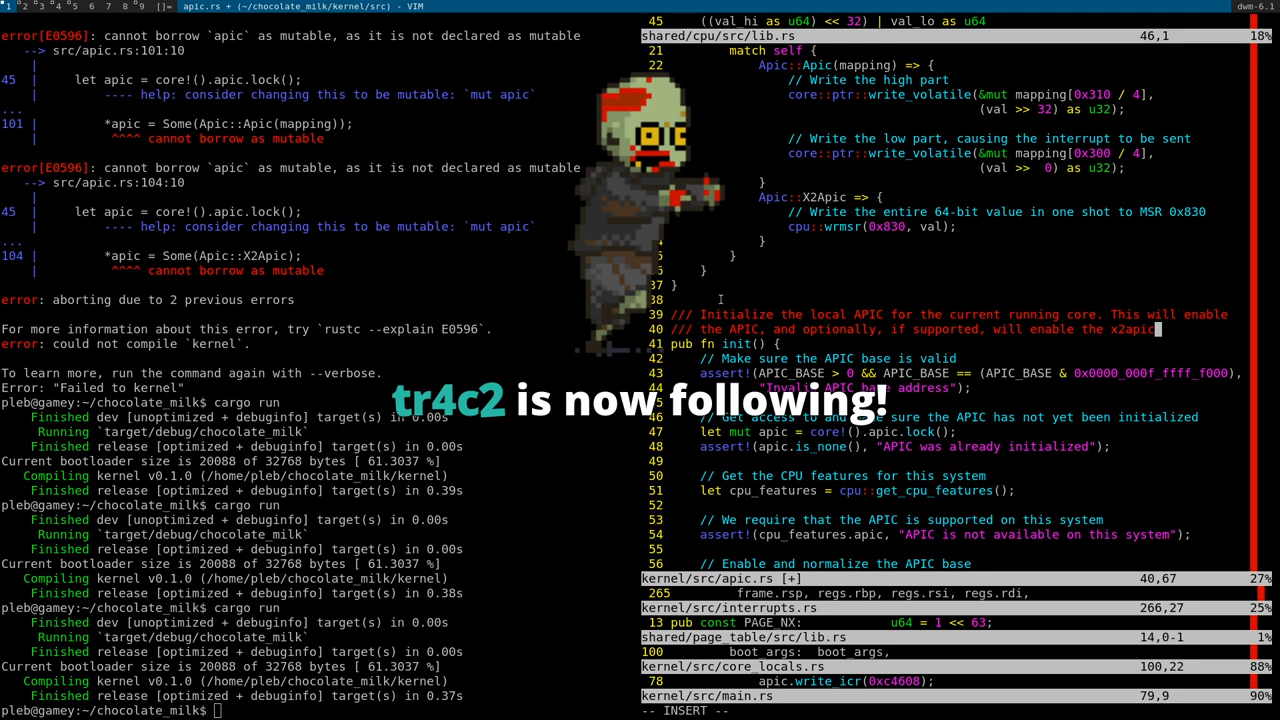 1 2 3 4 5 6 7 8 9 []= apic.rs + (~/chocolate_milk/kernel/src) - VIM dwm-6.1
error[E0596]: cannot borrow `apic` as mutable, as it is not declared as mutable
--> src/apic.rs:101:10
|
45 | let apic = core!().apic.lock();
| ---- help: consider changing this to be mutable: `mut apic`
...
101 | *apic = Some(Apic::Apic(mapping));
| ^^^^ cannot borrow as mutable
error[E0596]: cannot borrow `apic` as mutable, as it is not declared as mutable
--> src/apic.rs:104:10
|
45 | let apic = core!().apic.lock();
| ---- help: consider changing this to be mutable: `mut apic`
...
104 | *apic = Some(Apic::X2Apic);
| ^^^^ cannot borrow as mutable
error: aborting due to 2 previous errors
For more information about this error, try `rustc --explain E0596`.
error: could not compile `kernel`.
To learn more, run the command again with --verbose.
Error: "Failed to kernel"
pleb@gamey:~/chocolate_milk$ cargo run
Finished dev [unoptimized + debuginfo] target(s) in 0.00s
Running `target/debug/chocolate_milk`
Finished release [optimized + debuginfo] target(s) in 0.00s
Current bootloader size is 20088 of 32768 bytes [ 61.3037 %]
Compiling kernel v0.1.0 (/home/pleb/chocolate_milk/kernel)
Finished release [optimized + debuginfo] target(s) in 0.39s
pleb@gamey:~/chocolate_milk$ cargo run
Finished dev [unoptimized + debuginfo] target(s) in 0.00s
Running `target/debug/chocolate_milk`
Finished release [optimized + debuginfo] target(s) in 0.00s
Current bootloader size is 20088 of 32768 bytes [ 61.3037 %]
Compiling kernel v0.1.0 (/home/pleb/chocolate_milk/kernel)
Finished release [optimized + debuginfo] target(s) in 0.38s
pleb@gamey:~/chocolate_milk$ cargo run
Finished dev [unoptimized + debuginfo] target(s) in 0.00s
Running `target/debug/chocolate_milk`
Finished release [optimized + debuginfo] target(s) in 0.00s
Current bootloader size is 20088 of 32768 bytes [ 61.3037 %]
Compiling kernel v0.1.0 (/home/pleb/chocolate_milk/kernel)
Finished release [optimized + debuginfo] target(s) in 0.37s
pleb@gamey:~/chocolate_milk$
tr4c2 is now following!
45 ((val_hi as u64) << 32) | val_lo as u64
shared/cpu/src/lib.rs 46,1 18%
21 match self {
22 Apic::Apic(mapping) => {
// Write the high part
core::ptr::write_volatile(&mut mapping[0x310 / 4],
(val >> 32) as u32);
// Write the low part, causing the interrupt to be sent
core::ptr::write_volatile(&mut mapping[0x300 / 4],
(val >> 0) as u32);
}
Apic::X2Apic => {
// Write the entire 64-bit value in one shot to MSR 0x830
cpu::wrmsr(0x830, val);
}
}
}
37 }
38
39 /// Initialize the local APIC for the current running core. This will enable
40 /// the APIC, and optionally, if supported, will enable the x2apic
41 pub fn init() {
42 // Make sure the APIC base is valid
43 assert!(APIC_BASE > 0 && APIC_BASE == (APIC_BASE & 0x0000_000f_ffff_f000),
44 "Invalid APIC base address");
46 // Get access to and make sure the APIC has not yet been initialized
47 let mut apic = core!().apic.lock();
48 assert!(apic.is_none(), "APIC was already initialized");
49
50 // Get the CPU features for this system
51 let cpu_features = cpu::get_cpu_features();
52
53 // We require that the APIC is supported on this system
54 assert!(cpu_features.apic, "APIC is not available on this system");
55
56 // Enable and normalize the APIC base
kernel/src/apic.rs [+] 40,67 27%
265 frame.rsp, regs.rbp, regs.rsi, regs.rdi,
kernel/src/interrupts.rs 266,27 25%
13 pub const PAGE_NX: u64 = 1 << 63;
shared/page_table/src/lib.rs 14,0-1 1%
100 boot_args: boot_args,
kernel/src/core_locals.rs 100,22 88%
78 apic.write_icr(0xc4608);
kernel/src/main.rs 79,9 90%
-- INSERT --